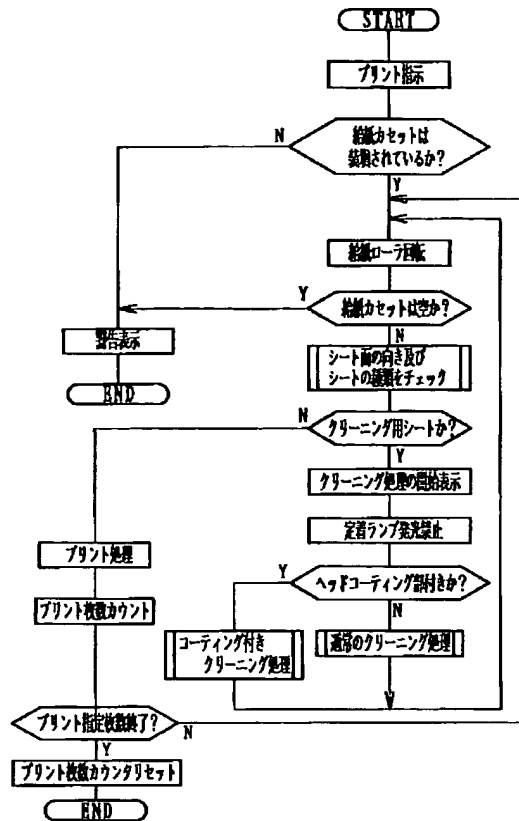 START
プリント指示
給紙カセットは
装填されているか?
N
Y
給紙ローラ回転
Y
給紙カセットは空か?
N
警告表示
END
シート面の向き及び
シートの種類をチェック
N
クリーニング用シートか?
Y
クリーニング処理の開始表示
定着ランプ発光禁止
プリント処理
Y
ヘッドコーティング部付きか?
N
プリント枚数カウント
コーティング付き
クリーニング処理
通常のクリーニング処理
プリント指定枚数終了?
N
Y
プリント枚数カウンタリセット
END